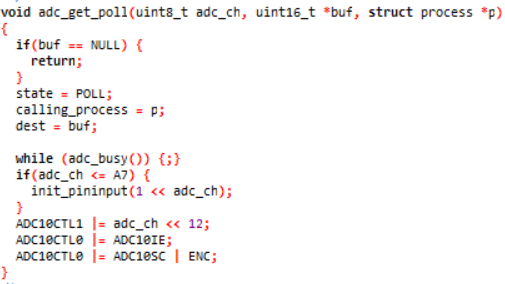 void adc_get_poll(uint8_t adc_ch, uint16_t *buf, struct process *p)
{
  if(buf == NULL) {
    return;
  }
  state = POLL;
  calling_process = p;
  dest = buf;

  while (adc_busy()) {;}
  if(adc_ch <= A7) {
    init_pininput(1 << adc_ch);
  }
  ADC10CTL1 |= adc_ch << 12;
  ADC10CTL0 |= ADC10IE;
  ADC10CTL0 |= ADC10SC | ENC;
}